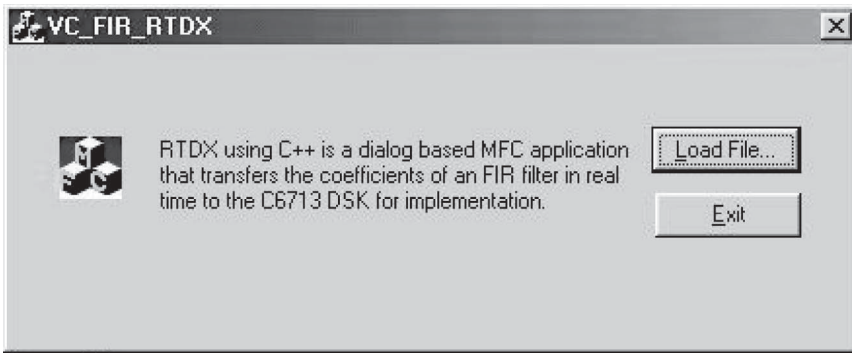 VC_FIR_RTDX
RTDX using C++ is a dialog based MFC application
that transfers the coefficients of an FIR filter in real
time to the C6713 DSK for implementation.
Load File...
Exit